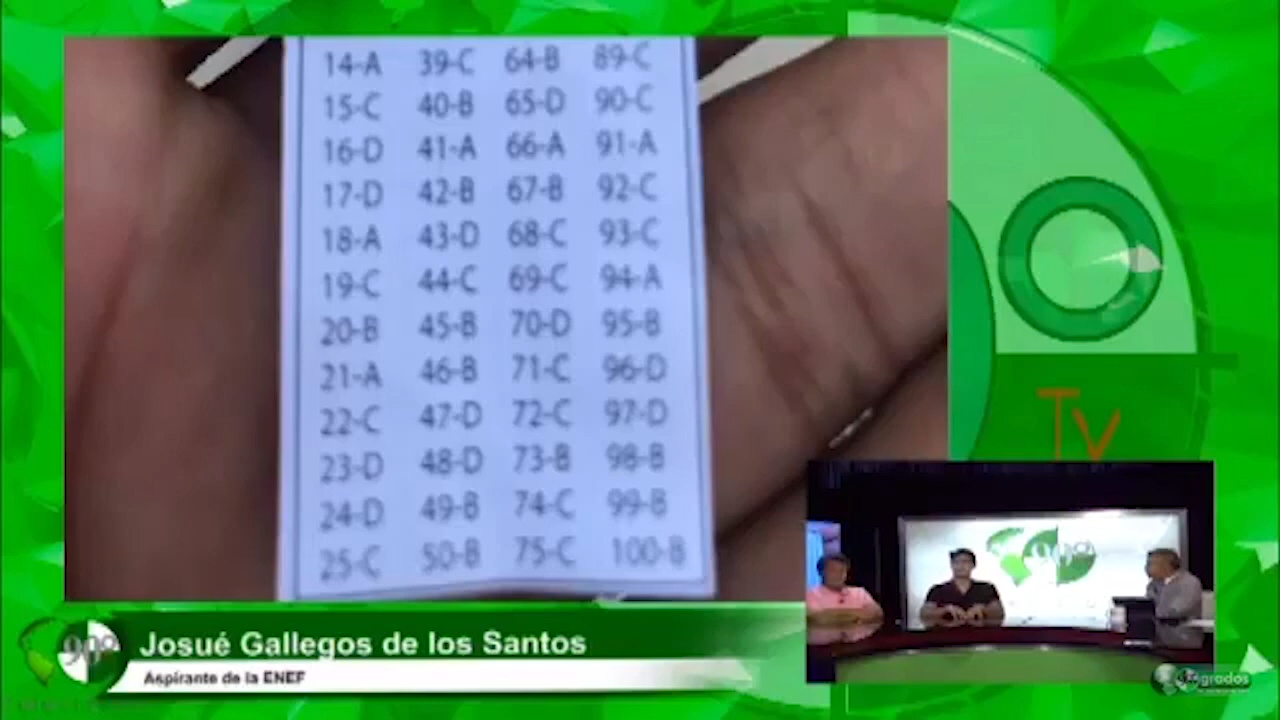 14-A 39-C 64-B 89-C
15-C 40-B 65-D 90-C
16-D 41-A 66-A 91-A
17-D 42-B 67-B 92-C
18-A 43-D 68-C 93-C
19-C 44-C 69-C 94-A
20-B 45-B 70-D 95-B
21-A 46-B 71-C 96-D
22-C 47-D 72-C 97-D
23-D 48-D 73-B 98-B
24-D 49-B 74-C 99-B
25-C 50-B 75-C 100-B
Tv
90°
90°
Josué Gallegos de los Santos
Aspirante de la ENEF